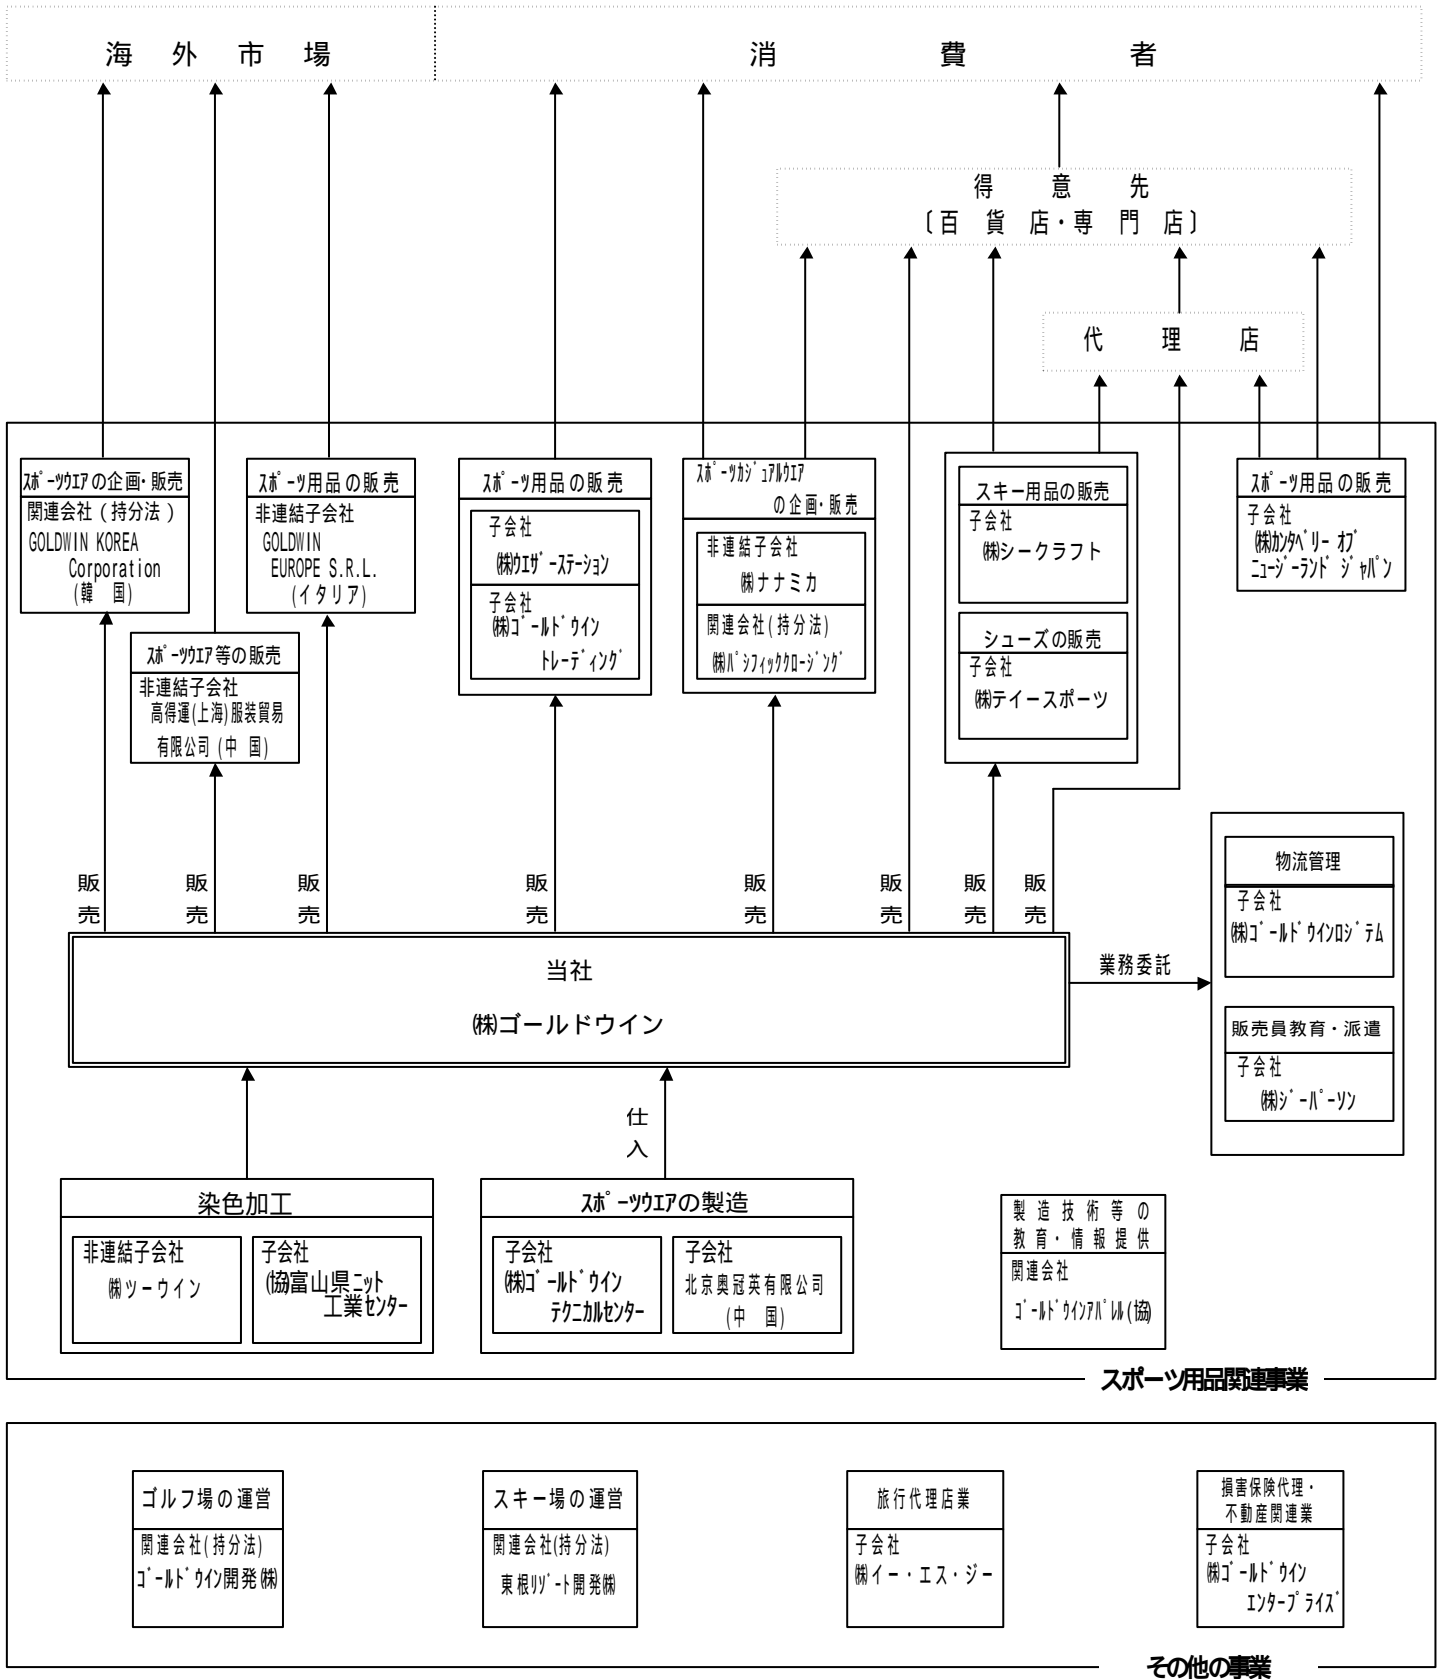 海外市場
消費者
得意先
〔百貨店・専門店〕
代理店
スポーツウエアの企画・販売
関連会社(持分法)
GOLDWIN KOREA
Corporation
(韓 国)
スポーツ用品の販売
非連結子会社
GOLDWIN
EUROPE S.R.L.
(イタリア)
スポーツウエア等の販売
非連結子会社
高得運(上海)服装貿易
有限公司(中 国)
スポーツ用品の販売
子会社
㈱ウエザーステーション
子会社
㈱ゴールドウイン
トレーディング
スポーツカジュアルウエア
の企画・販売
非連結子会社
㈱ナナミカ
関連会社(持分法)
㈱パシフィッククロージング
スキー用品の販売
子会社
㈱シークラフト
シューズの販売
子会社
㈱テイースポーツ
スポーツ用品の販売
子会社
㈱カンタベリー オブ
ニュージーランド ジャパン
販売
販売
販売
販売
販売
販売
販売
販売
当社
㈱ゴールドウイン
業務委託
物流管理
子会社
㈱ゴールドウインロジテム
販売員教育・派遣
子会社
㈱ジーパーソン
仕入
染色加工
非連結子会社
㈱ツーウイン
子会社
(協)富山県ニット
工業センター
スポーツウエアの製造
子会社
㈱ゴールドウイン
テクニカルセンター
子会社
北京奥冠英有限公司
(中 国)
製造技術等の
教育・情報提供
関連会社
ゴールドウインアパレル(協)
スポーツ用品関連事業
ゴルフ場の運営
関連会社(持分法)
ゴールドウイン開発㈱
スキー場の運営
関連会社(持分法)
東根リゾート開発㈱
旅行代理店業
子会社
㈱イー・エス・ジー
損害保険代理・
不動産関連業
子会社
㈱ゴールドウイン
エンタープライズ
その他の事業